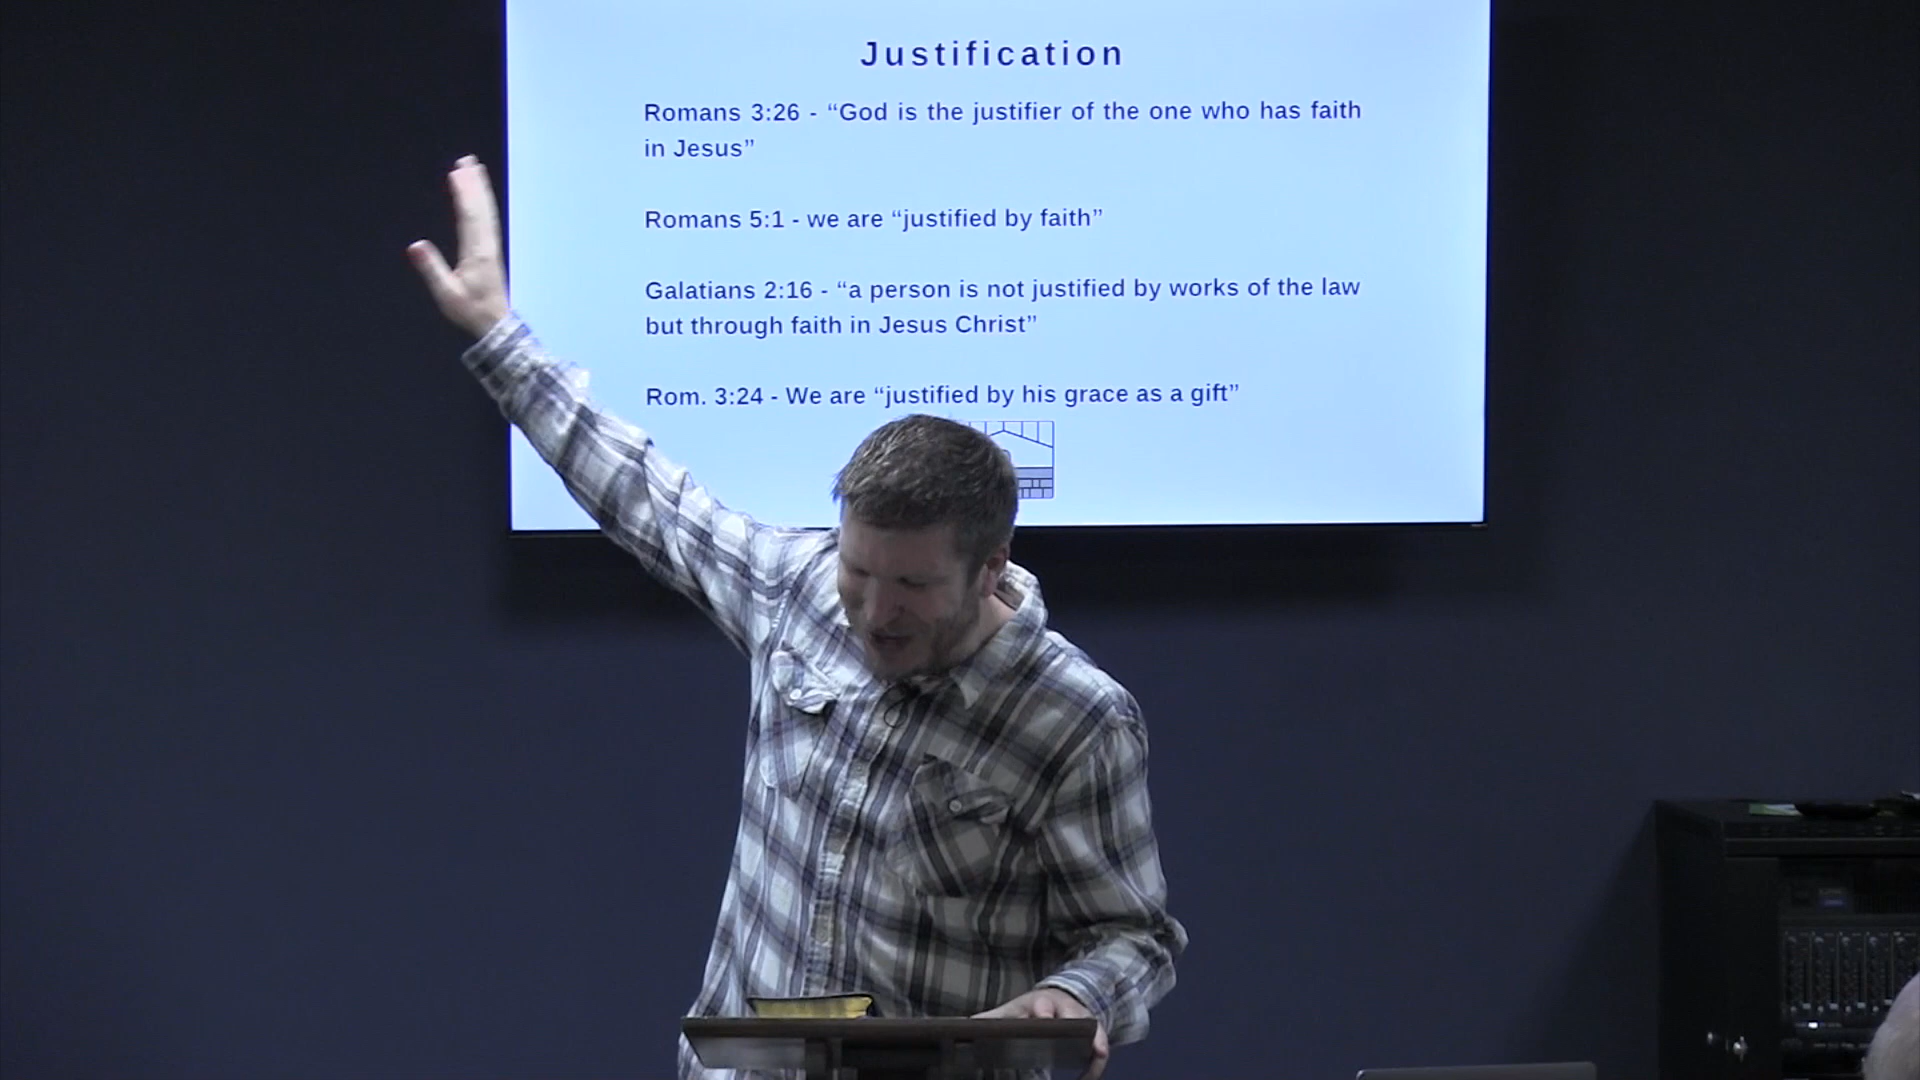 Justification
Romans 3:26 - “God is the justifier of the one who has faith
in Jesus”
Romans 5:1 - we are “justified by faith”
Galatians 2:16 - “a person is not justified by works of the law
but through faith in Jesus Christ”
Rom. 3:24 - We are “justified by his grace as a gift”